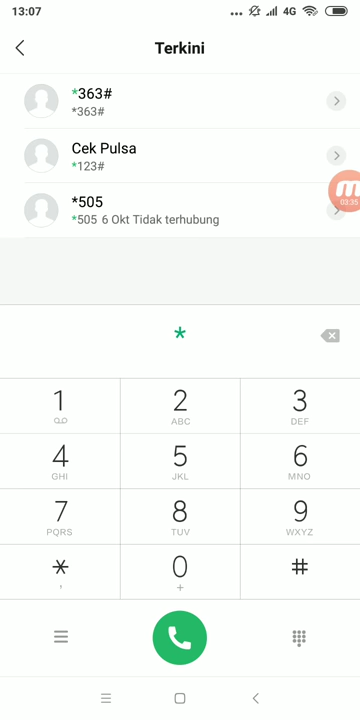 13:07
4G
Terkini
*363#
*363#
Cek Pulsa
*123#
*505
*505 6 Okt Tidak terhubung
03:35
*
1
2
ABC
3
DEF
4
GHI
5
JKL
6
MNO
7
PQRS
8
TUV
9
WXYZ
*
,
0
+
#